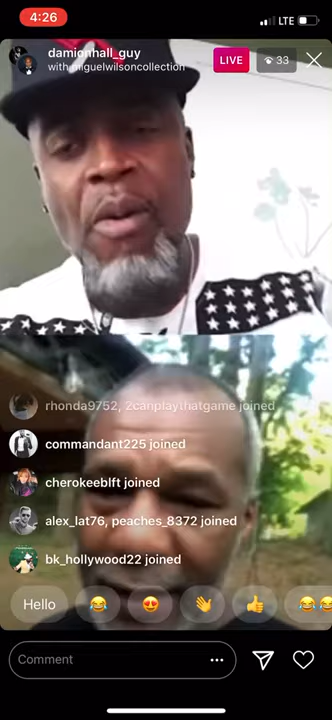 4:26
LTE
damionhall_guy
with miguelwilsoncollection
LIVE
33
rhonda9752, 2canplaythatgame joined
commandant225 joined
cherokeeblft joined
alex_lat76, peaches_8372 joined
bk_hollywood22 joined
Hello
Comment